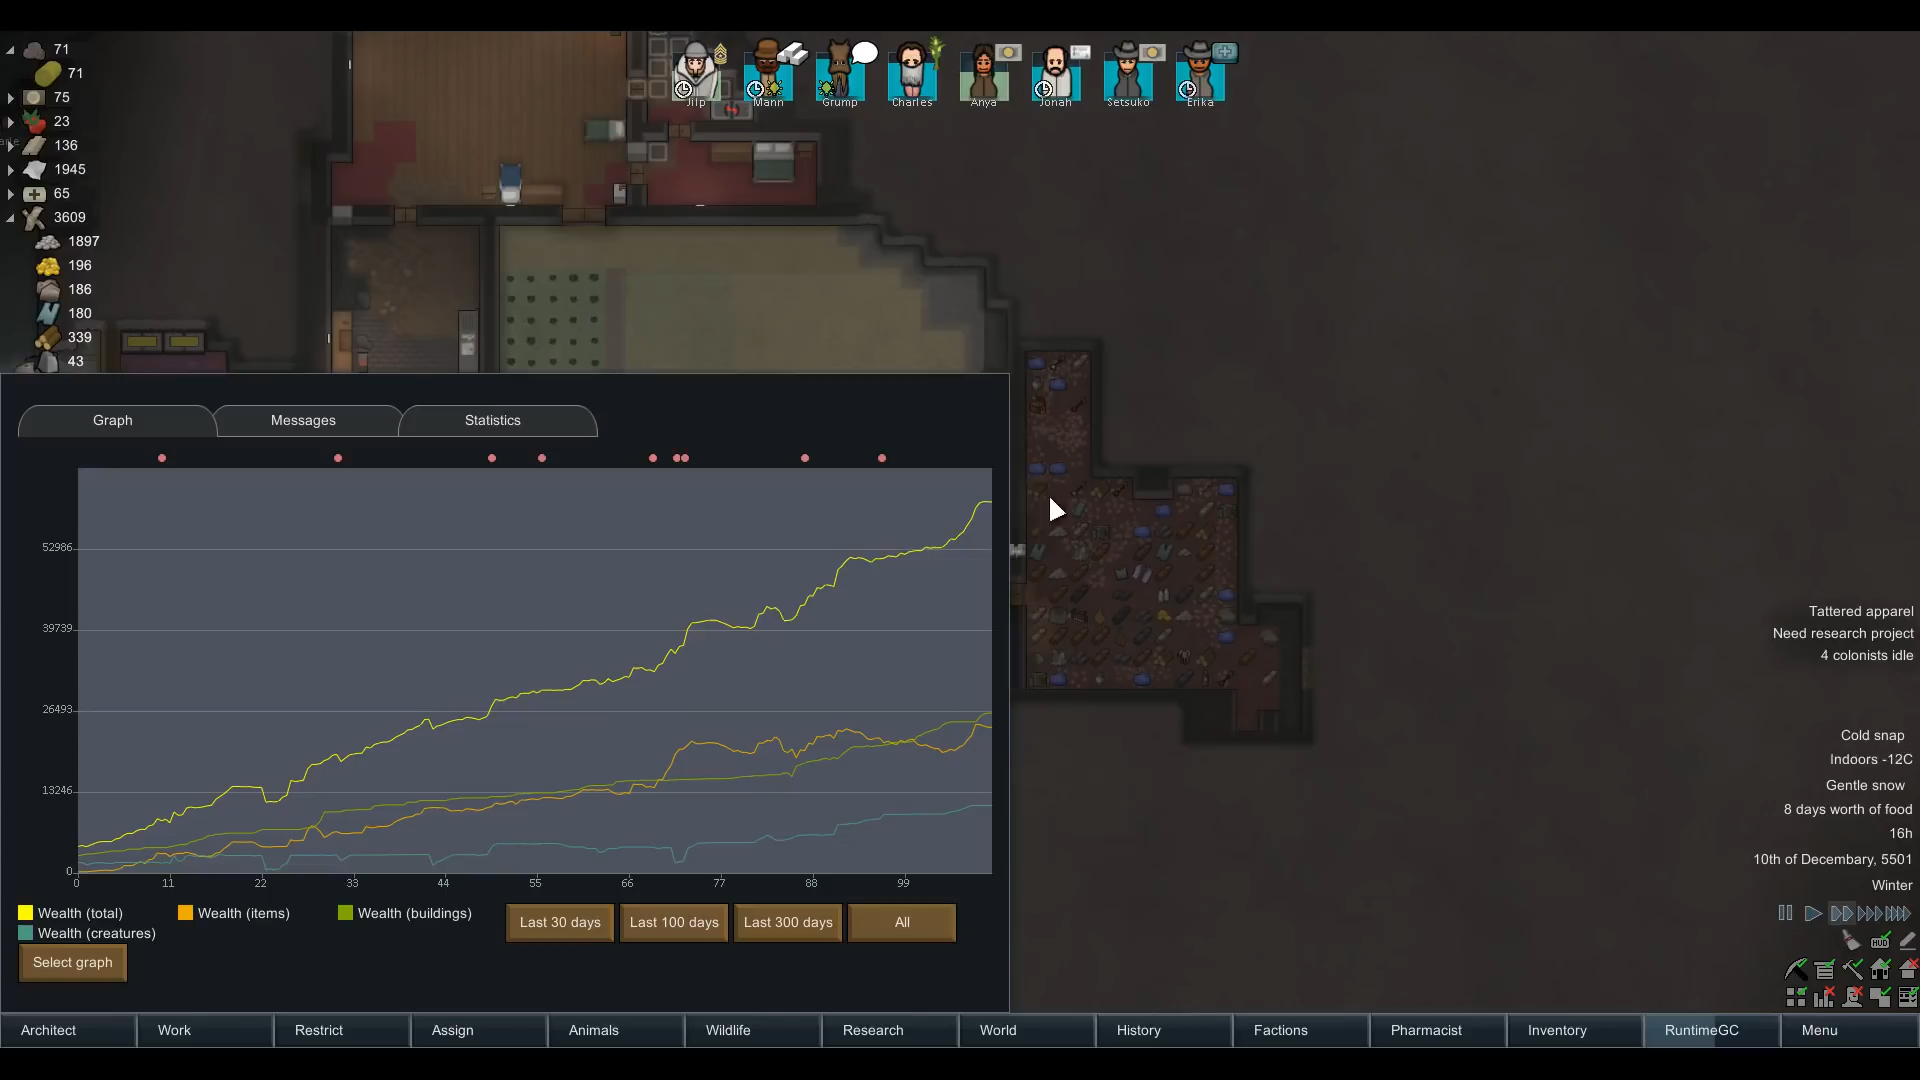 71
71
75
23
136
1945
65
3609
1897
196
186
180
339
43
Jilp
Mann
Grump
Charles
Anya
Jonah
Setsuko
Erika
Graph
Messages
Statistics
52986
39739
26493
13246
0
0
11
22
33
44
55
66
77
88
99
Wealth (total)
Wealth (items)
Wealth (buildings)
Wealth (creatures)
Last 30 days
Last 100 days
Last 300 days
All
Select graph
Tattered apparel
Need research project
4 colonists idle
Cold snap
Indoors -12C
Gentle snow
8 days worth of food
16h
10th of Decembary, 5501
Winter
HUD
Architect
Work
Restrict
Assign
Animals
Wildlife
Research
World
History
Factions
Pharmacist
Inventory
RuntimeGC
Menu